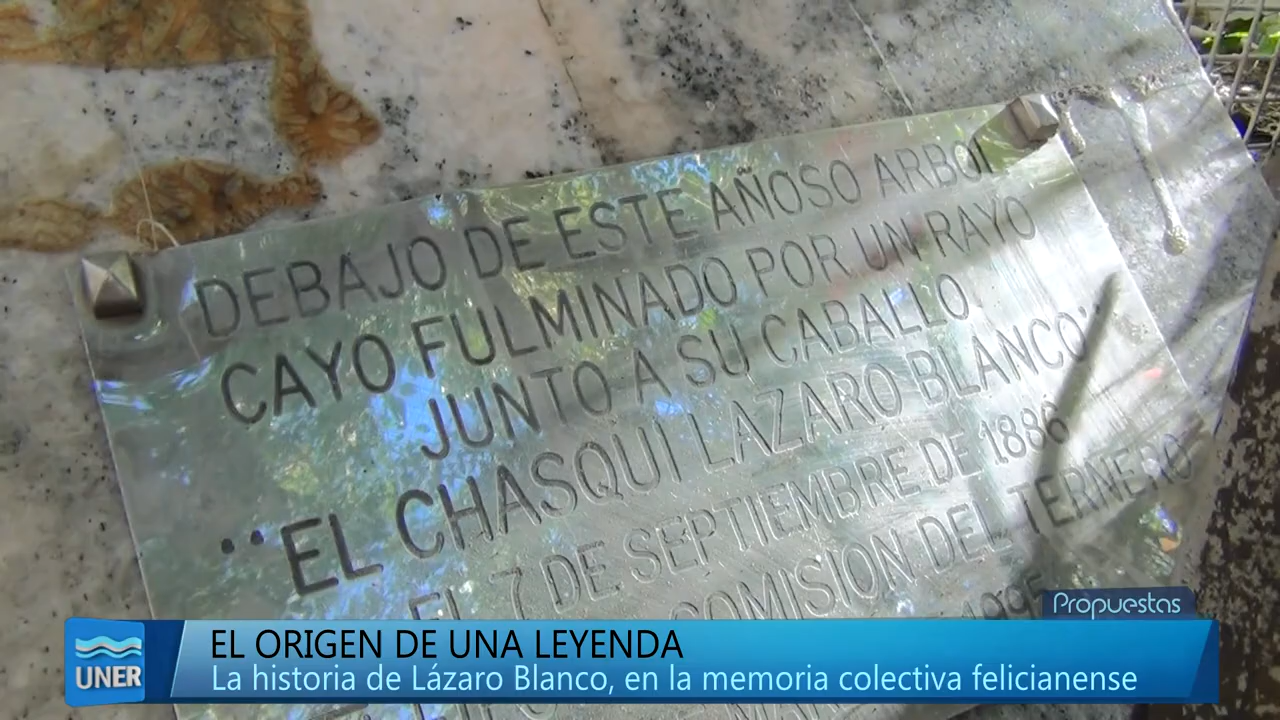 DEBAJO DE ESTE AÑOSO ARBOL
CAYO FULMINADO POR UN RAYO
JUNTO A SU CABALLO
"EL CHASQUI LAZARO BLANCO"
EL 7 DE SEPTIEMBRE DE 1886
COMISION DEL TERNERO
1995
Propuestas
UNER
EL ORIGEN DE UNA LEYENDA
La historia de Lázaro Blanco, en la memoria colectiva felicianense